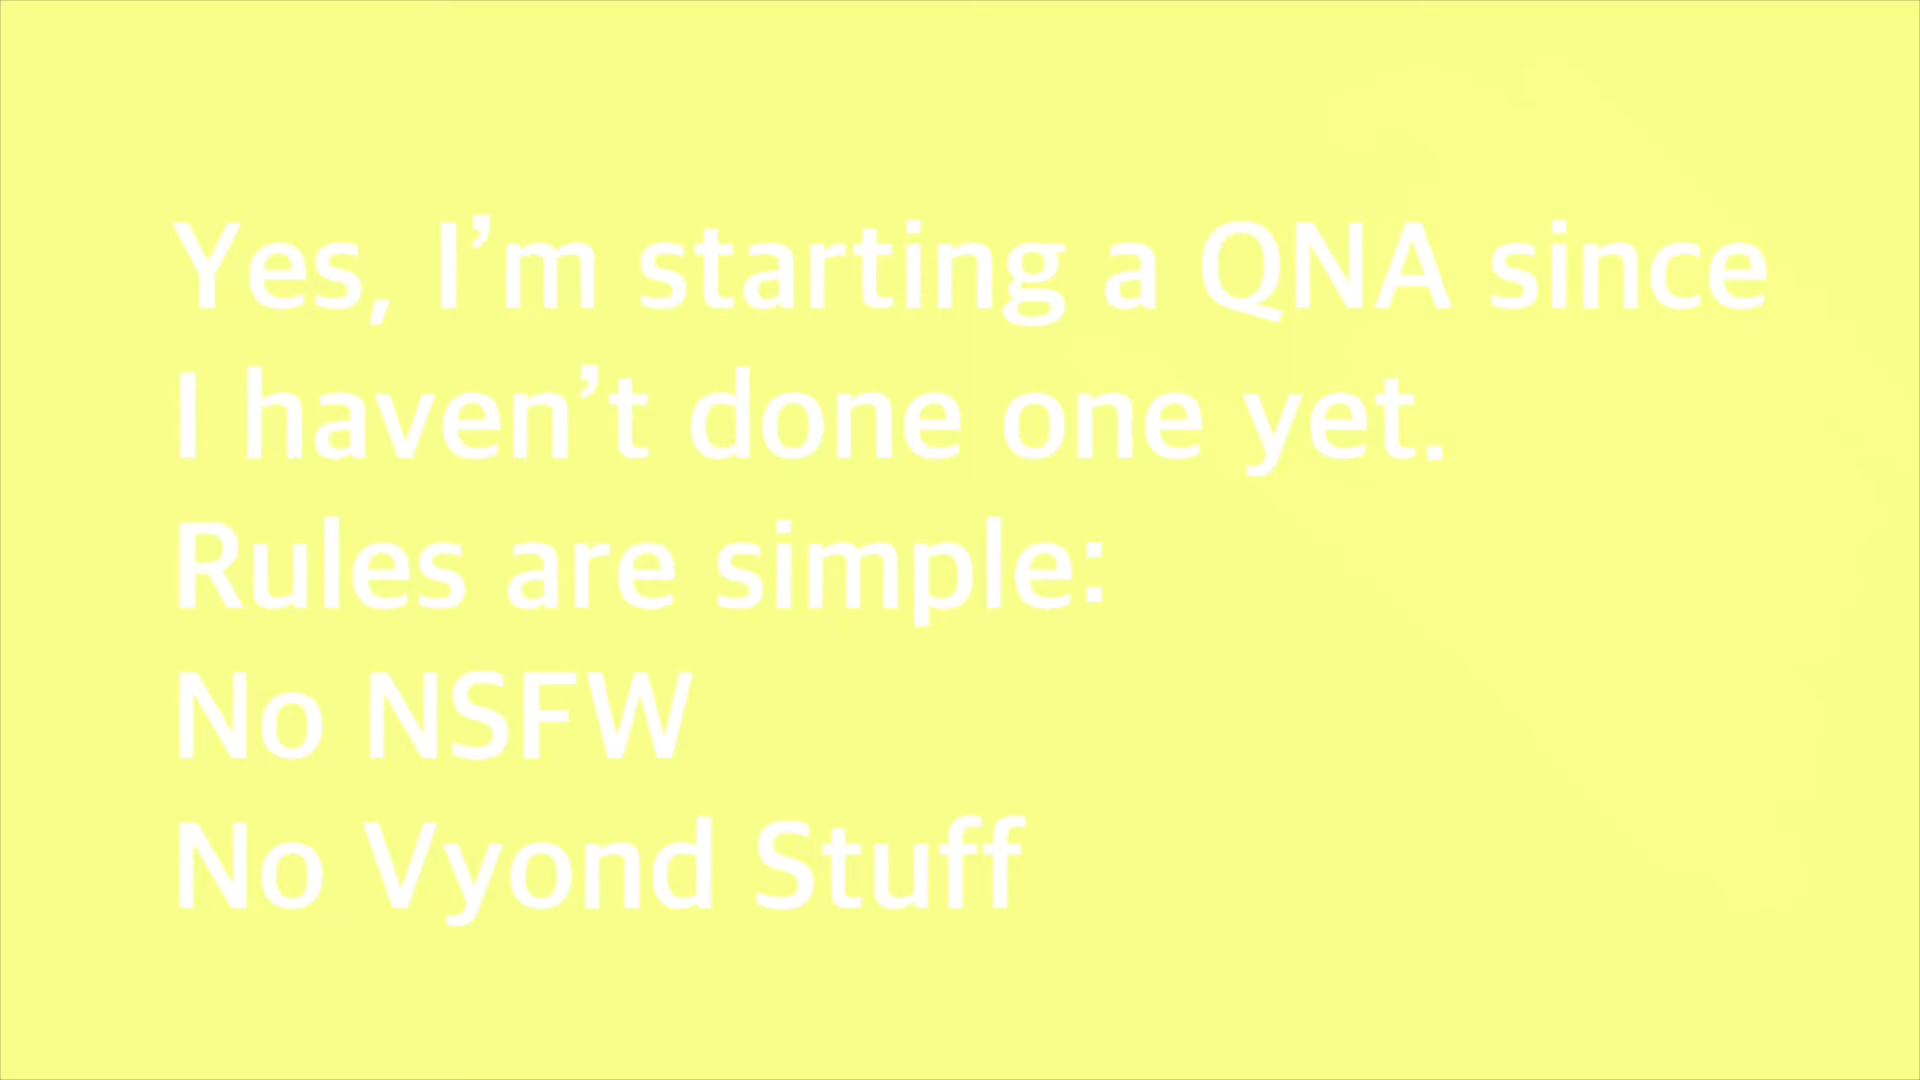 Yes, I’m starting a QNA since
I haven’t done one yet.
Rules are simple:
No NSFW
No Vyond Stuff